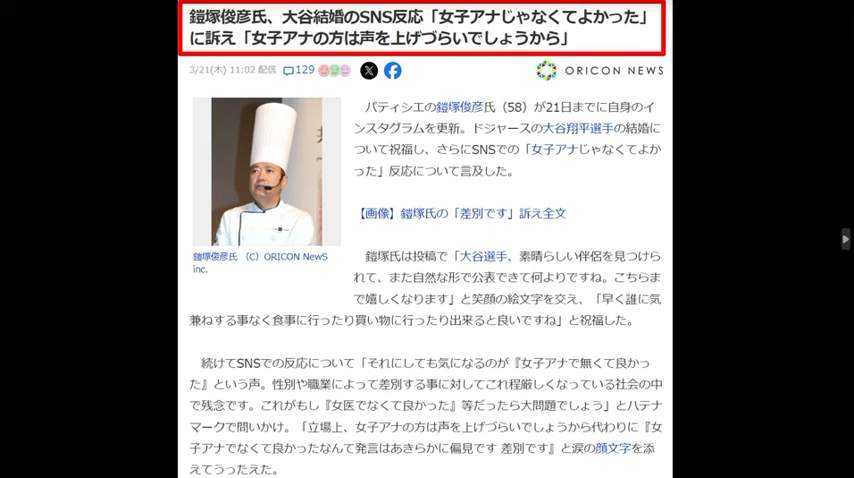 鎧塚俊彦氏、大谷結婚のSNS反応「女子アナじゃなくてよかった」
に訴え「女子アナの方は声を上げづらいでしょうから」
3/21(木) 11:02 配信
129
ORICON NEWS
パティシエの鎧塚俊彦氏（58）が21日までに自身のイ
ンスタグラムを更新。ドジャースの大谷翔平選手の結婚に
ついて祝福し、さらにSNSでの「女子アナじゃなくてよか
った」反応について言及した。
【画像】鎧塚氏の「差別です」訴え全文
鎧塚俊彦氏 （C）ORICON NewS
inc.
鎧塚氏は投稿で「大谷選手、素晴らしい伴侶を見つけら
れて、また自然な形で公表できて何よりですね。こちらま
で嬉しくなります」と笑顔の絵文字を交え、「早く誰に気
兼ねする事なく食事に行ったり買い物に行ったり出来ると良いですね」と祝福した。
続けてSNSでの反応について「それにしても気になるのが『女子アナで無くて良かっ
た』という声。性別や職業によって差別する事に対してこれ程厳しくなっている社会の中
で残念です。これがもし『女医でなくて良かった』等だったら大問題でしょう」とハテナ
マークで問いかけ。「立場上、女子アナの方は声を上げづらいでしょうから代わりに『女
子アナでなくて良かったなんて発言はあきらかに偏見です 差別です』と涙の顔文字を添
えてうったえた。